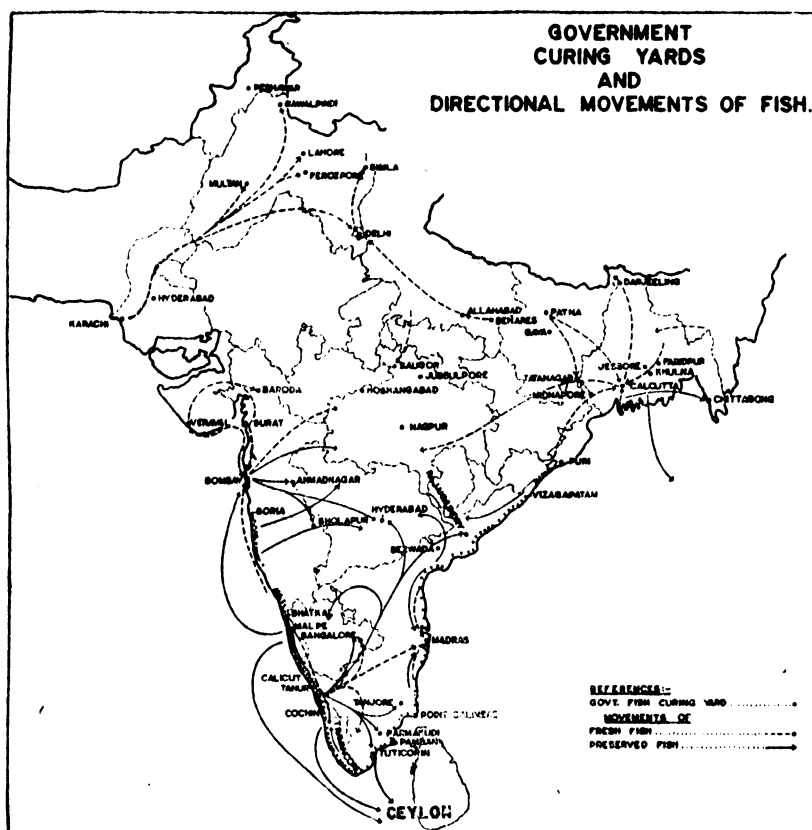 GOVERNMENT
CURING YARDS
AND
DIRECTIONAL MOVEMENTS OF FISH.
PESHAWAR
RAWALPINDI
LAHORE
FEROEPORE
SIMLA
MULTAN
DELHI
HYDERABAD
KARACHI
ALLAHABAD
BENARES
PATNA
GAYA
DARJEELING
SAUGOR
JUBBULPORE
HOSHANGABAD
BARODA
JESSORE
FARIDPUR
KHULNA
TATANAGAR
CALCUTTA
MIDNAPORE
CHITTAGONG
VERAVAL
SURAT
NAGPUR
PURI
BOMBAY
AHMADNAGAR
VIZAGAPATAM
BORIA
SHOLAPUR
HYDERABAD
BEZWADA
BHATKAL
MALPE
BANGALORE
MADRAS
CALICUT
TANUR
TANJORE
COCHIN
POINT CALIMERE
PAMBAN
TUTICORIN
CEYLON
REFERENCES:-
GOVT. FISH CURING YARD
MOVEMENTS OF
FRESH FISH
PRESERVED FISH